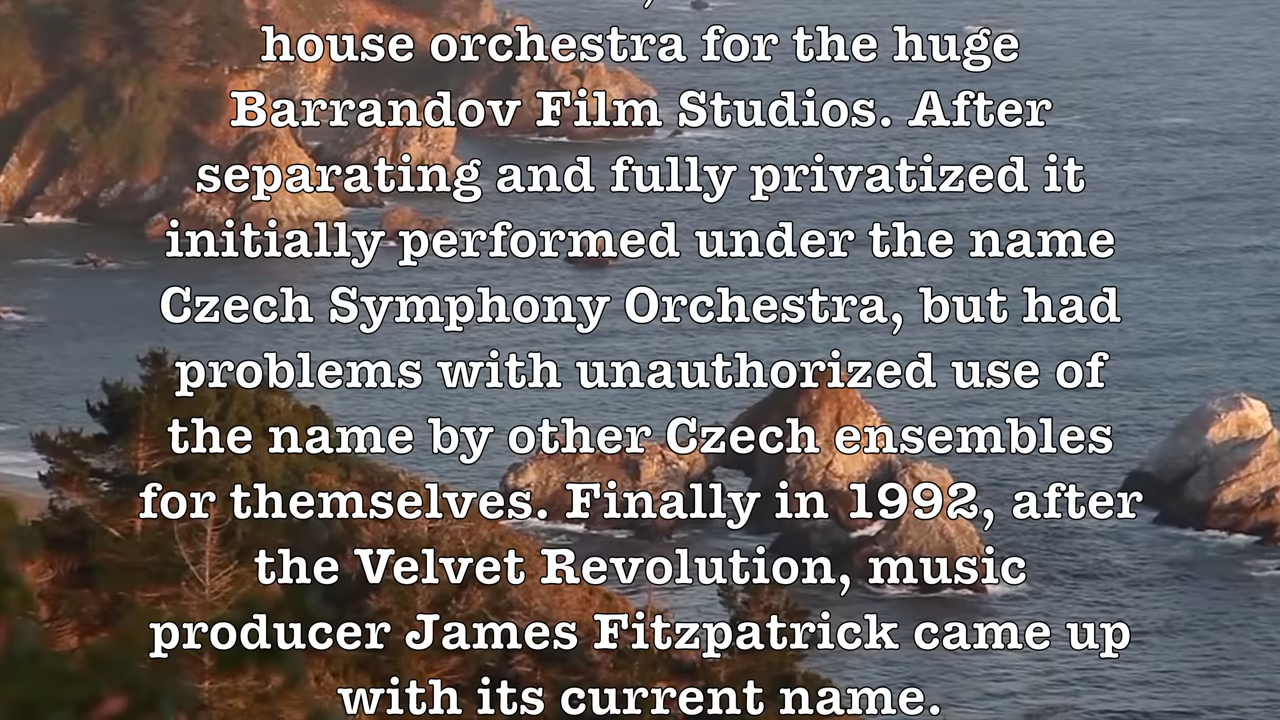 house orchestra for the huge
Barrandov Film Studios. After
separating and fully privatized it
initially performed under the name
Czech Symphony Orchestra, but had
problems with unauthorized use of
the name by other Czech ensembles
for themselves. Finally in 1992, after
the Velvet Revolution, music
producer James Fitzpatrick came up
with its current name.